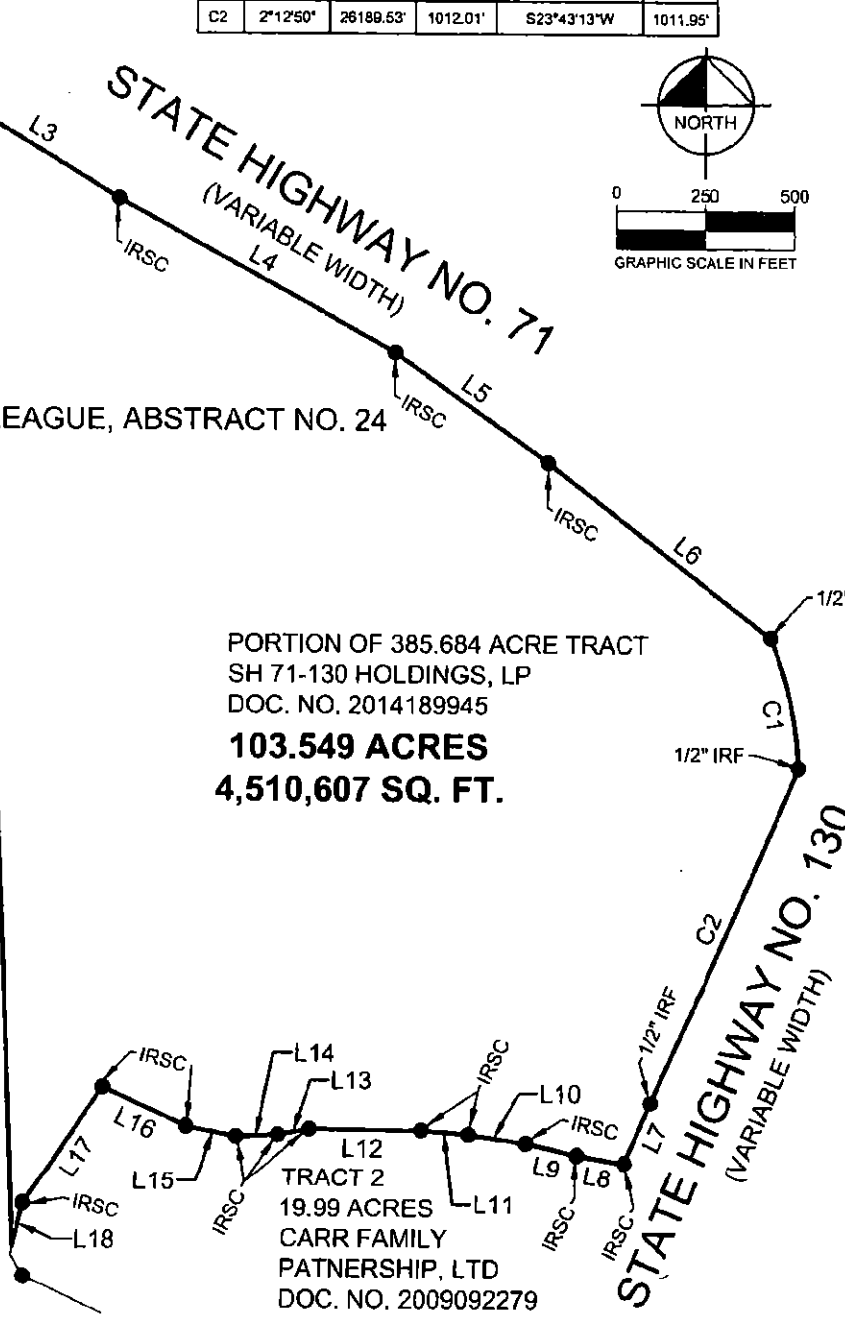 C2 2°12'50" 26189.53' 1012.01' S23°43'13"W 1011.95'
STATE HIGHWAY NO. 71
(VARIABLE WIDTH)
NORTH
0 250 500
GRAPHIC SCALE IN FEET
L3
IRSC
L4
L5
IRSC
EAGUE, ABSTRACT NO. 24
IRSC
L6
1/2"
PORTION OF 385.684 ACRE TRACT
SH 71-130 HOLDINGS, LP
DOC. NO. 2014189945
103.549 ACRES
4,510,607 SQ. FT.
C1
1/2" IRF
C2
STATE HIGHWAY NO. 130
(VARIABLE WIDTH)
1/2" IRF
L7
IRSC
L14
L13
IRSC
L10
IRSC
L16
L12
L9
L8
L17
L15
IRSC
L11
IRSC
IRSC
IRSC
L18
TRACT 2
19.99 ACRES
CARR FAMILY
PATNERSHIP, LTD
DOC. NO. 2009092279